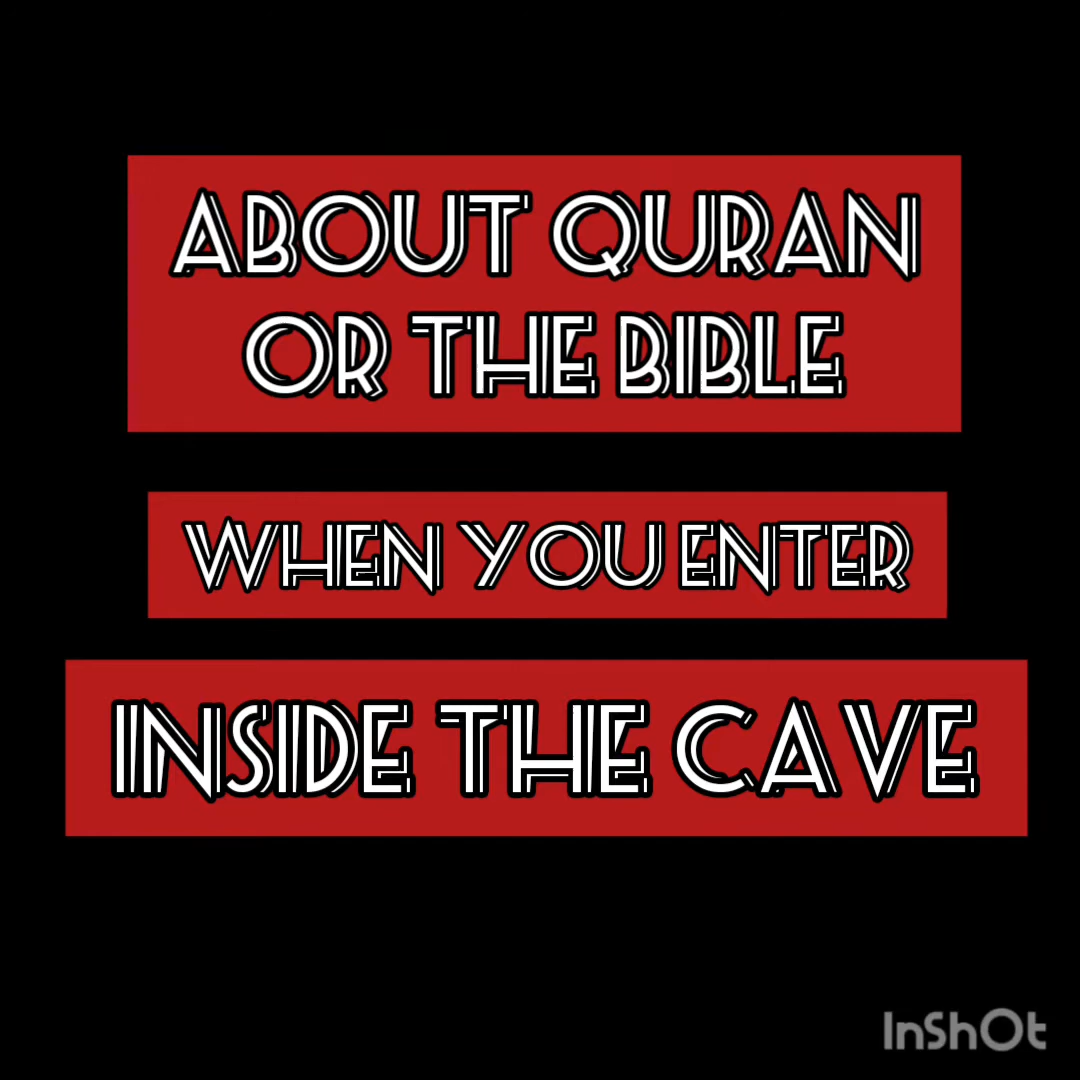 ABOUT QURAN
OR THE BIBLE
WHEN YOU ENTER
INSIDE THE CAVE
InShOt